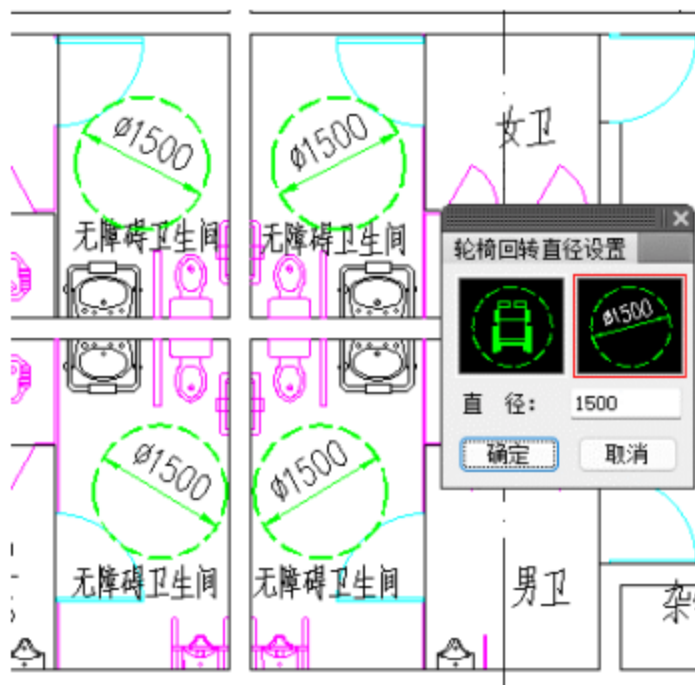 ø1500
ø1500
女卫
无障碍卫生间
无障碍卫生间
轮椅回转直径设置
ø1500
直 径:
1500
确定
取消
ø1500
ø1500
无障碍卫生间
无障碍卫生间
男卫
杂